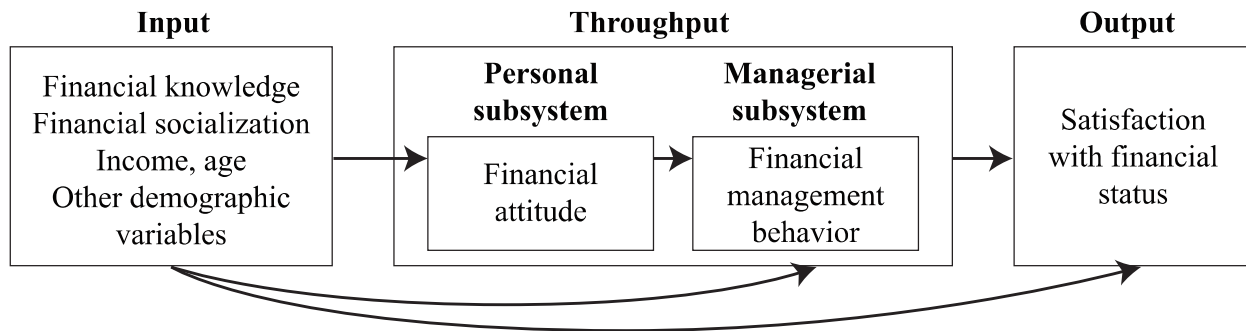 Input
Financial knowledge
Financial socialization
Income, age
Other demographic
variables
Throughput
Personal
subsystem
Financial
attitude
Managerial
subsystem
Financial
management
behavior
Output
Satisfaction
with financial
status